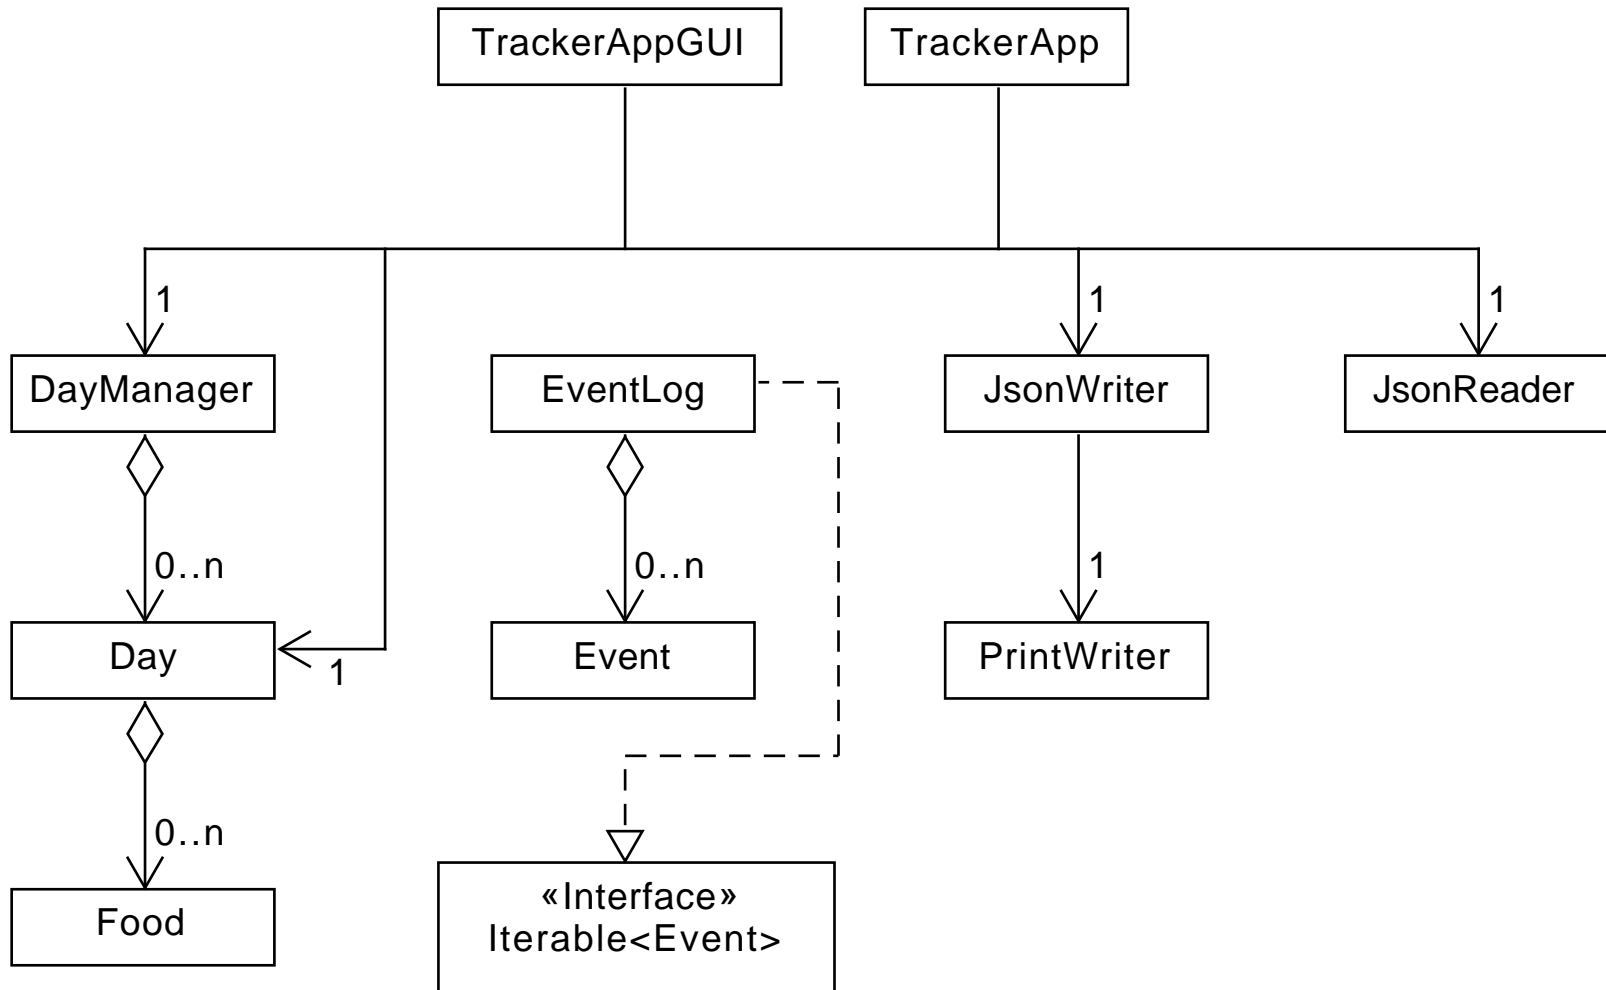 TrackerAppGUI
TrackerApp
1
1
1
DayManager
EventLog
JsonWriter
JsonReader
0..n
0..n
1
Day
1
Event
PrintWriter
0..n
Food
«Interface»
Iterable<Event>